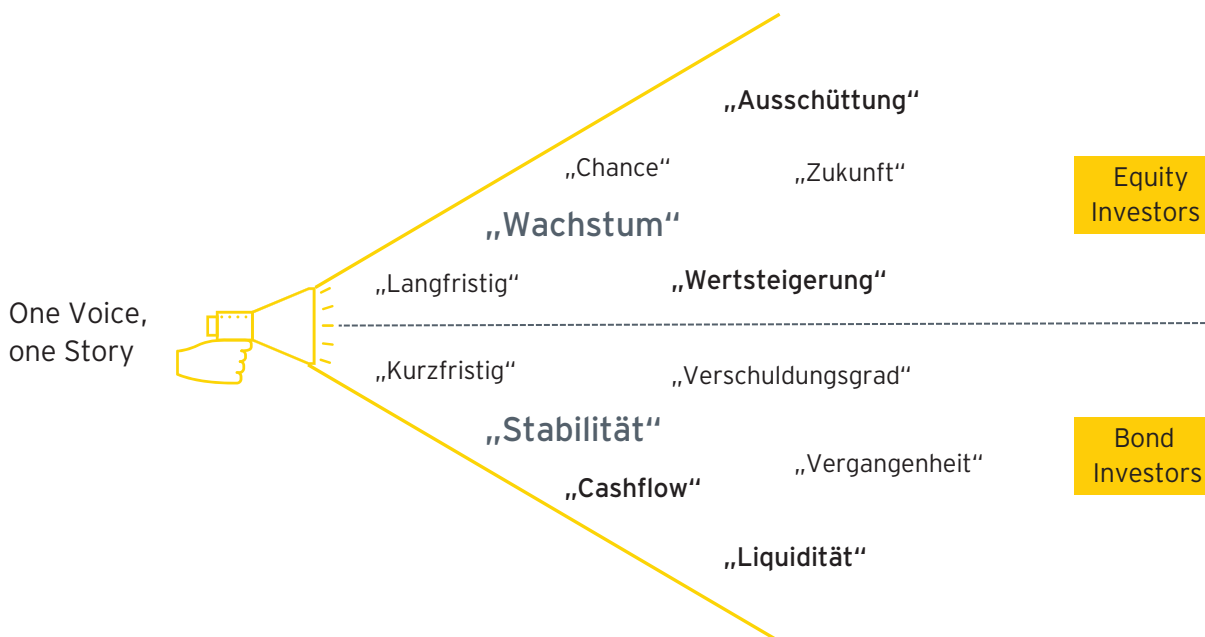 „Ausschüttung“
„Chance“
„Zukunft“
Equity
Investors
„Wachstum“
„Langfristig“
„Wertsteigerung“
One Voice,
one Story
„Kurzfristig“
„Verschuldungsgrad“
„Stabilität“
Bond
Investors
„Vergangenheit“
„Cashflow“
„Liquidität“